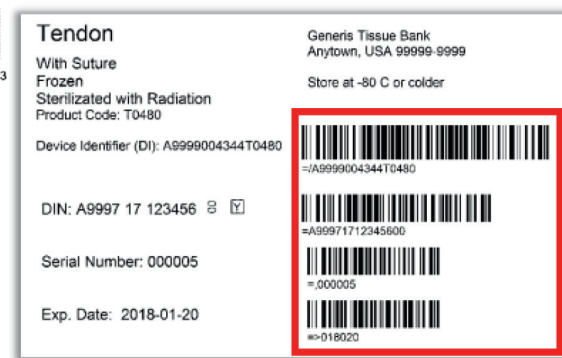 3
Tendon
With Suture
Frozen
Sterilizated with Radiation
Product Code: T0480
Generis Tissue Bank
Anytown, USA 99999-9999
Store at -80 C or colder
Device Identifier (DI): A9999004344T0480
=/A9999004344T0480
DIN: A9997 17 123456 00 Y
=A99971712345600
Serial Number: 000005
=,000005
Exp. Date: 2018-01-20
=>018020